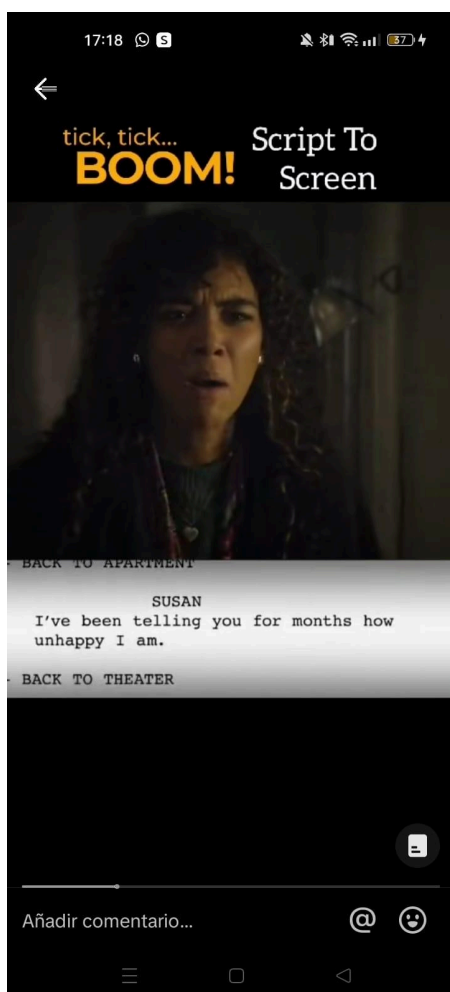 17:18 S 37
tick, tick...
BOOM!
Script To
Screen
BACK TO APARTMENT
SUSAN
I've been telling you for months how
unhappy I am.
- BACK TO THEATER
Añadir comentario... @